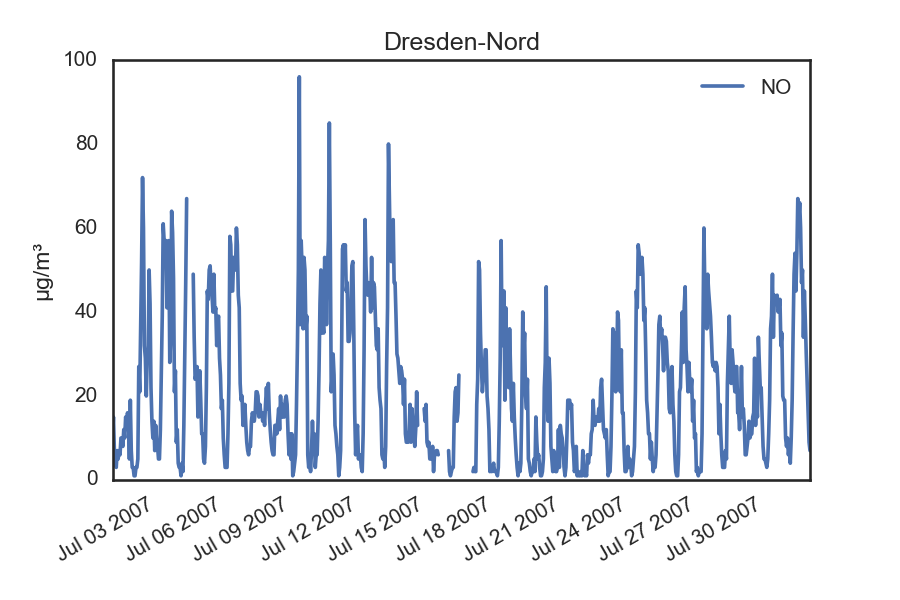 Dresden-Nord
100
80
60
40
20
0
µg/m³
NO
Jul 03 2007
Jul 06 2007
Jul 09 2007
Jul 12 2007
Jul 15 2007
Jul 18 2007
Jul 21 2007
Jul 24 2007
Jul 27 2007
Jul 30 2007